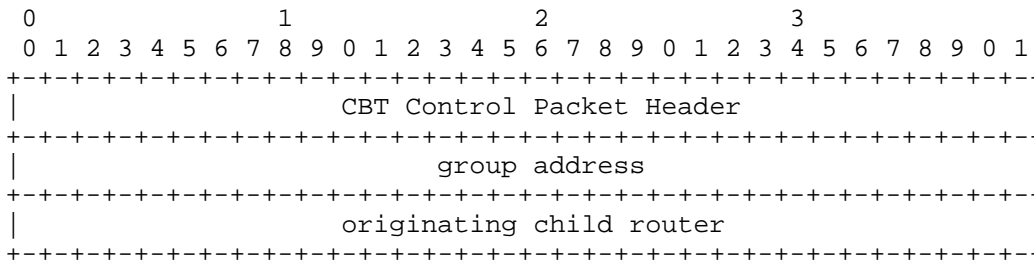 0                   1                   2                   3
0 1 2 3 4 5 6 7 8 9 0 1 2 3 4 5 6 7 8 9 0 1 2 3 4 5 6 7 8 9 0 1
+-+-+-+-+-+-+-+-+-+-+-+-+-+-+-+-+-+-+-+-+-+-+-+-+-+-+-+-+-+-+-+-
| CBT Control Packet Header
+-+-+-+-+-+-+-+-+-+-+-+-+-+-+-+-+-+-+-+-+-+-+-+-+-+-+-+-+-+-+-+-
| group address
+-+-+-+-+-+-+-+-+-+-+-+-+-+-+-+-+-+-+-+-+-+-+-+-+-+-+-+-+-+-+-+-
| originating child router
+-+-+-+-+-+-+-+-+-+-+-+-+-+-+-+-+-+-+-+-+-+-+-+-+-+-+-+-+-+-+-+-